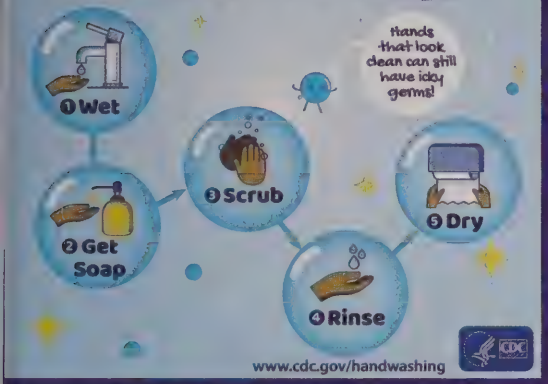 Hands
that look
clean can still
have icky
germs!
1 Wet
2 Get
Soap
3 Scrub
4 Rinse
5 Dry
www.cdc.gov/handwashing
CDC